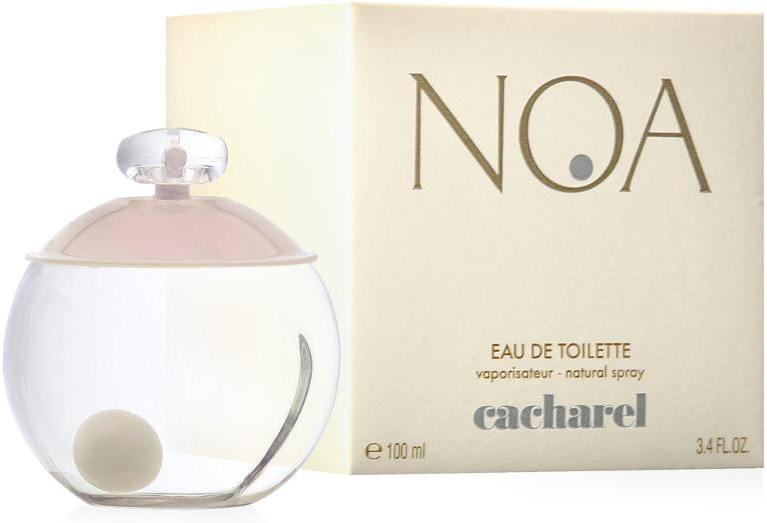 NOA
EAU DE TOILETTE
vaporisateur - natural spray
cacharel
e 100 ml 3.4 FL.OZ.